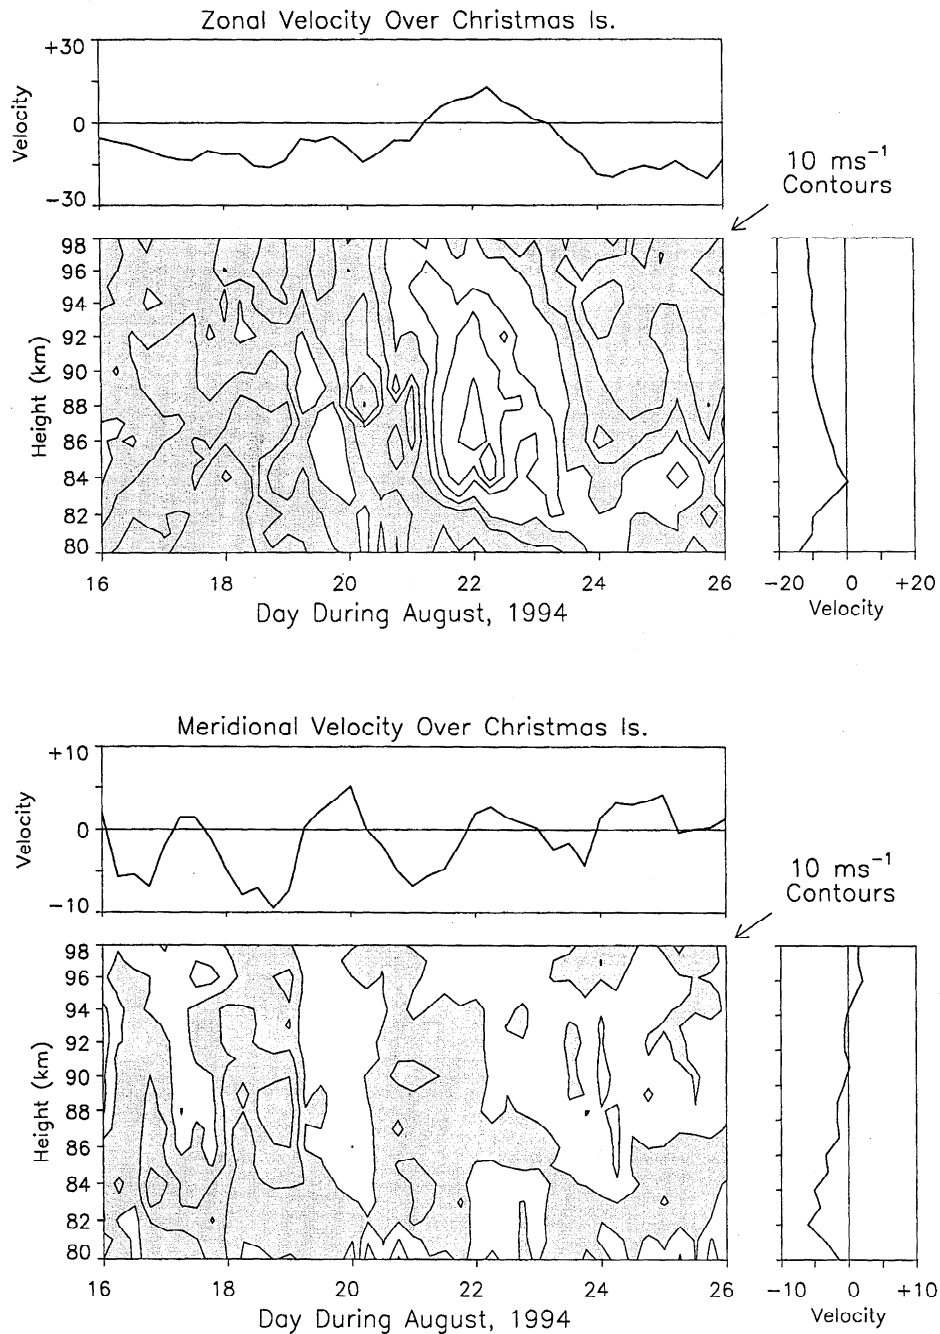 Zonal Velocity Over Christmas Is.
+30
0
−30
Velocity
10 ms⁻¹
Contours
98
96
94
92
90
88
86
84
82
80
Height (km)
16 18 20 22 24 26
Day During August, 1994
−20 0 +20
Velocity
Meridional Velocity Over Christmas Is.
+10
0
−10
Velocity
10 ms⁻¹
Contours
98
96
94
92
90
88
86
84
82
80
Height (km)
16 18 20 22 24 26
Day During August, 1994
−10 0 +10
Velocity